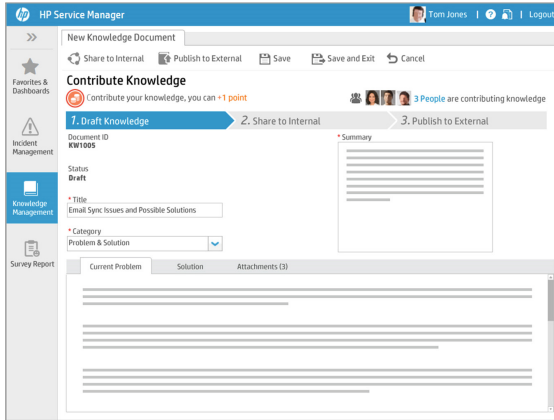 hp HP Service Manager
Tom Jones | ? | Logout
New Knowledge Document
Share to Internal Publish to External Save Save and Exit Cancel
Favorites &
Dashboards
Incident
Management
Knowledge
Management
Survey Report
Contribute Knowledge
Contribute your knowledge, you can +1 point
3 People are contributing knowledge
1. Draft Knowledge 2. Share to Internal 3. Publish to External
Document ID
KW1005
Status
Draft
* Title
Email Sync Issues and Possible Solutions
* Category
Problem & Solution
* Summary
Current Problem Solution Attachments (3)